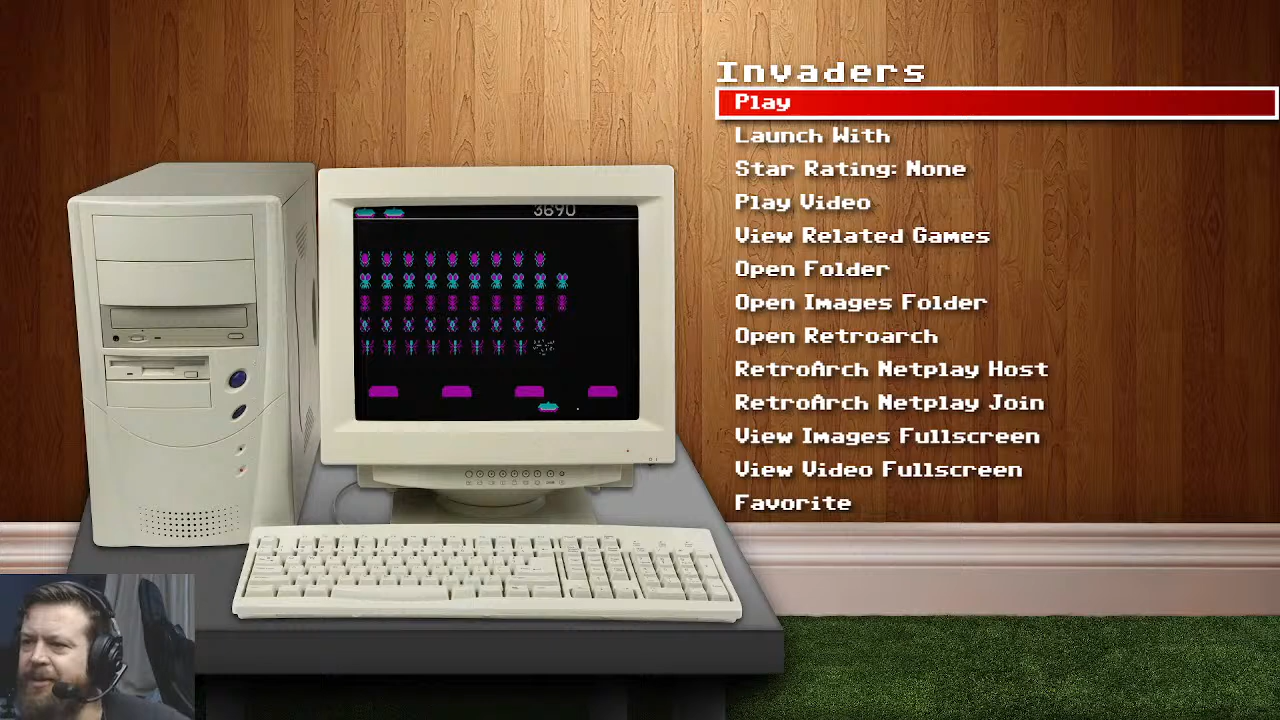 Invaders
Play
Launch With
Star Rating: None
Play Video
View Related Games
Open Folder
Open Images Folder
Open Retroarch
RetroArch Netplay Host
RetroArch Netplay Join
View Images Fullscreen
View Video Fullscreen
Favorite
3690